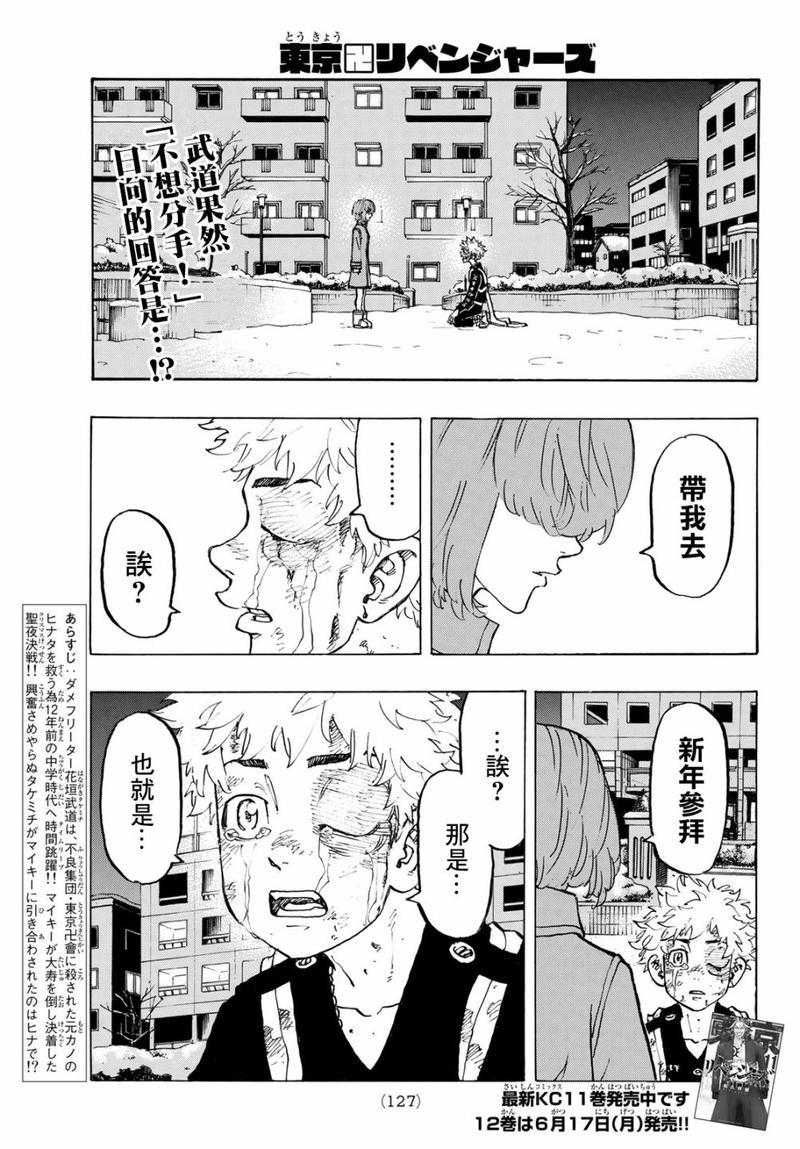 東京卍リベンジャーズ
武道果然
「不想分手！」
日向的回答是…!?
帶我去
………
誒？
新年參拜
…誒？
那是…
也就是…
あらすじ：ダメフリーター花垣武道は、不良集団・東京卍會に殺された元カノの
ヒナタを救う為12年前の中学時代へ時間跳躍!! マイキーが大寿を倒し決着した
聖夜決戦!! 興奮さめやらぬタケミチがマイキーに引き合わされたのはヒナで!?
(127)
最新KC11巻発売中です
12巻は6月17日(月)発売!!